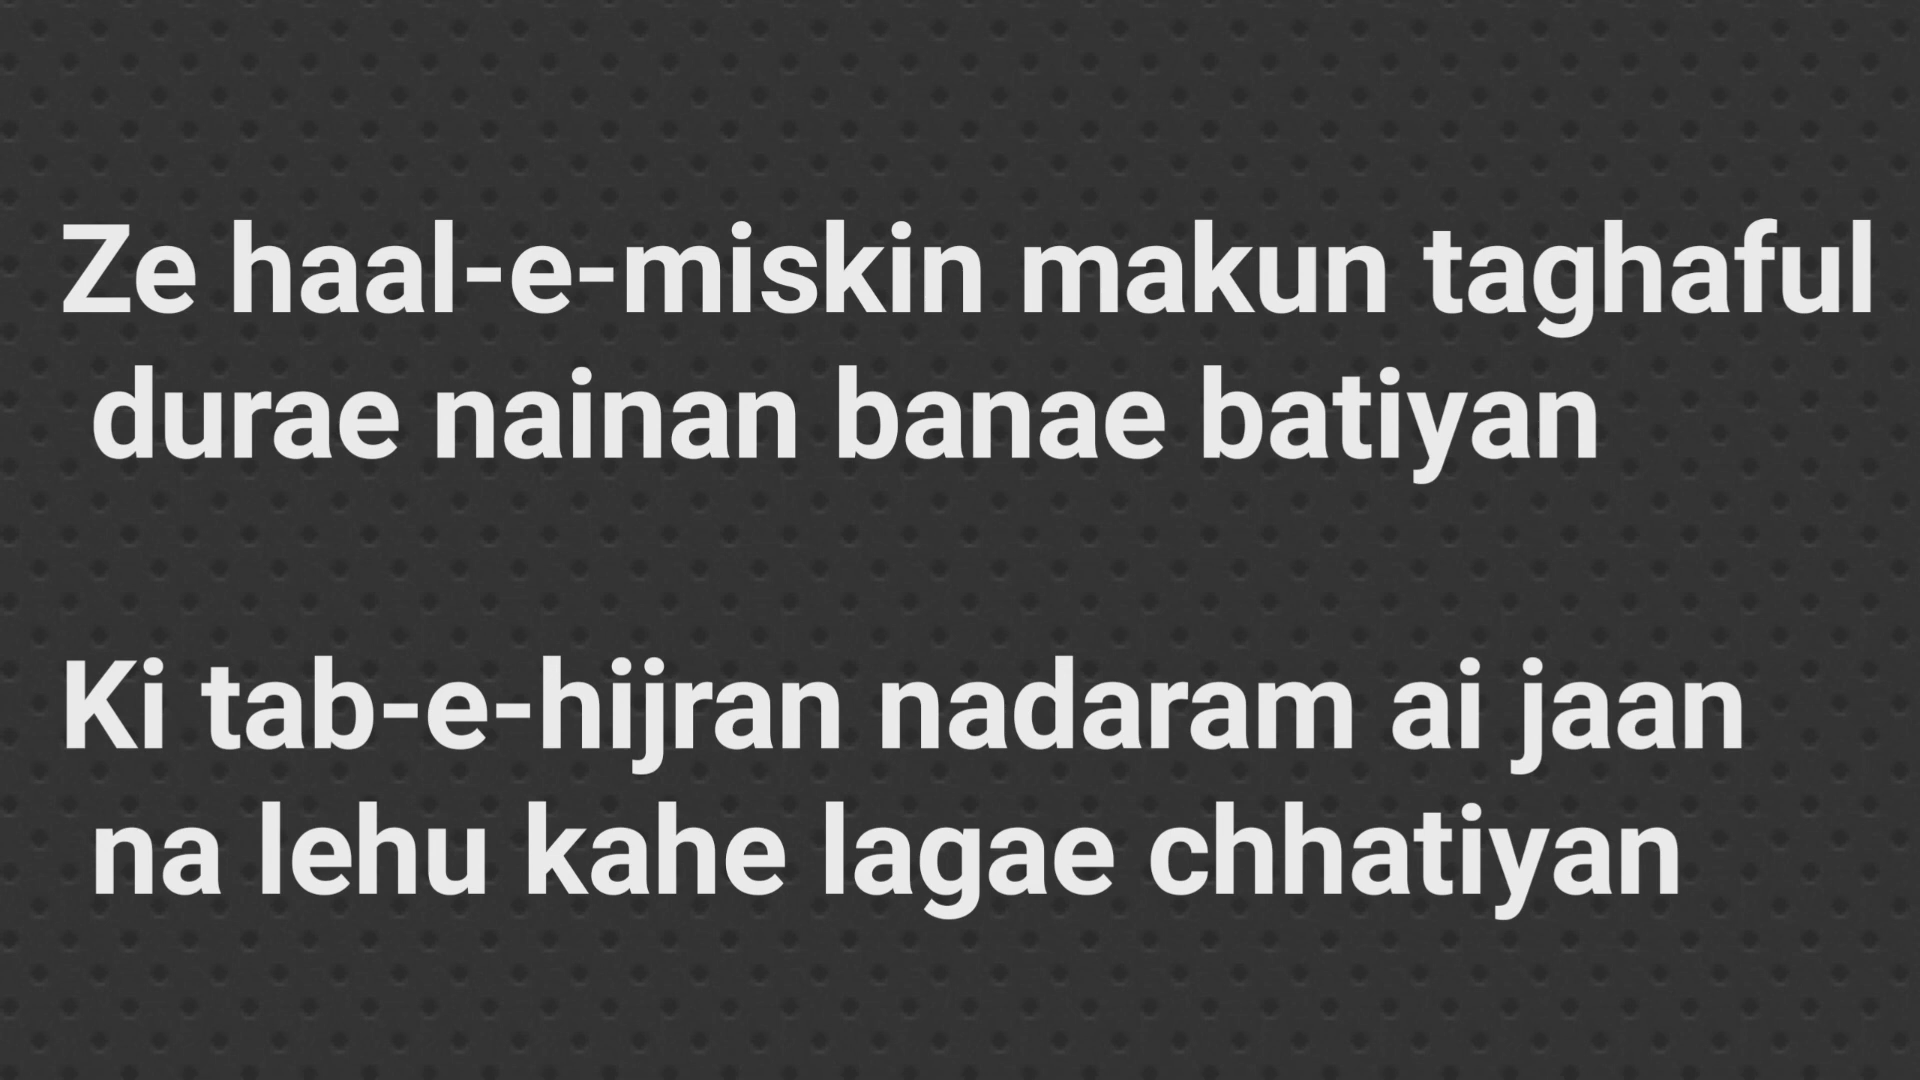 Ze haal-e-miskin makun taghaful
durae nainan banae batiyan
Ki tab-e-hijran nadaram ai jaan
na lehu kahe lagae chhatiyan